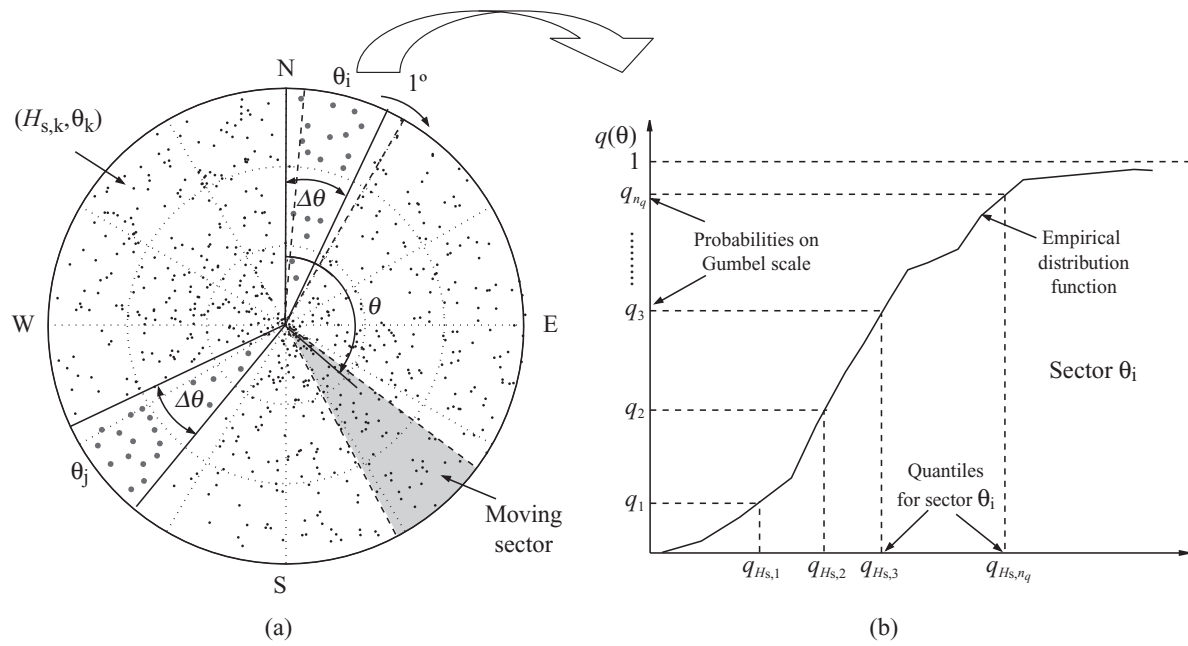 N
θi
1º
(Hs,k,θk)
Δθ
θ
W
E
Δθ
θj
Moving
sector
S
(a)
q(θ)
1
qnq
Probabilities on
Gumbel scale
Empirical
distribution
function
q3
Sector θi
q2
Quantiles
for sector θi
q1
qHs,1
qHs,2
qHs,3
qHs,nq
(b)